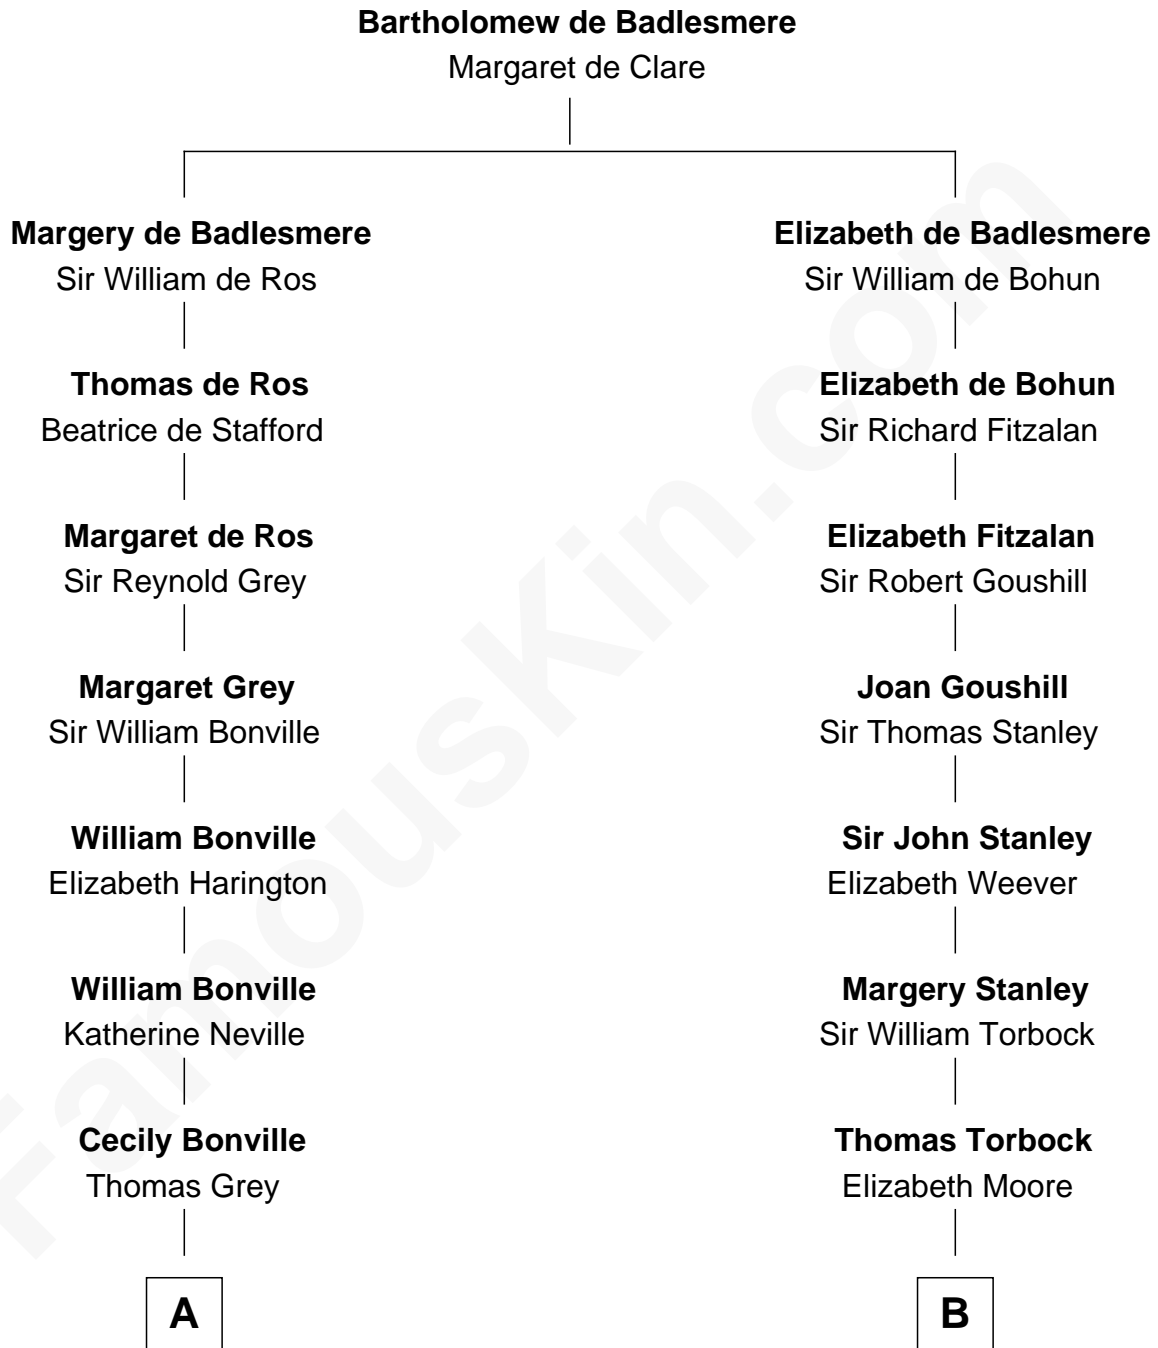 Bartholomew de Badlesmere
Margaret de Clare
Margery de Badlesmere
Sir William de Ros
Elizabeth de Badlesmere
Sir William de Bohun
Thomas de Ros
Beatrice de Stafford
Elizabeth de Bohun
Sir Richard Fitzalan
Margaret de Ros
Sir Reynold Grey
Elizabeth Fitzalan
Sir Robert Goushill
Margaret Grey
Sir William Bonville
Joan Goushill
Sir Thomas Stanley
William Bonville
Elizabeth Harington
Sir John Stanley
Elizabeth Weever
William Bonville
Katherine Neville
Margery Stanley
Sir William Torbock
Cecily Bonville
Thomas Grey
Thomas Torbock
Elizabeth Moore
A
B
FamousKin.com